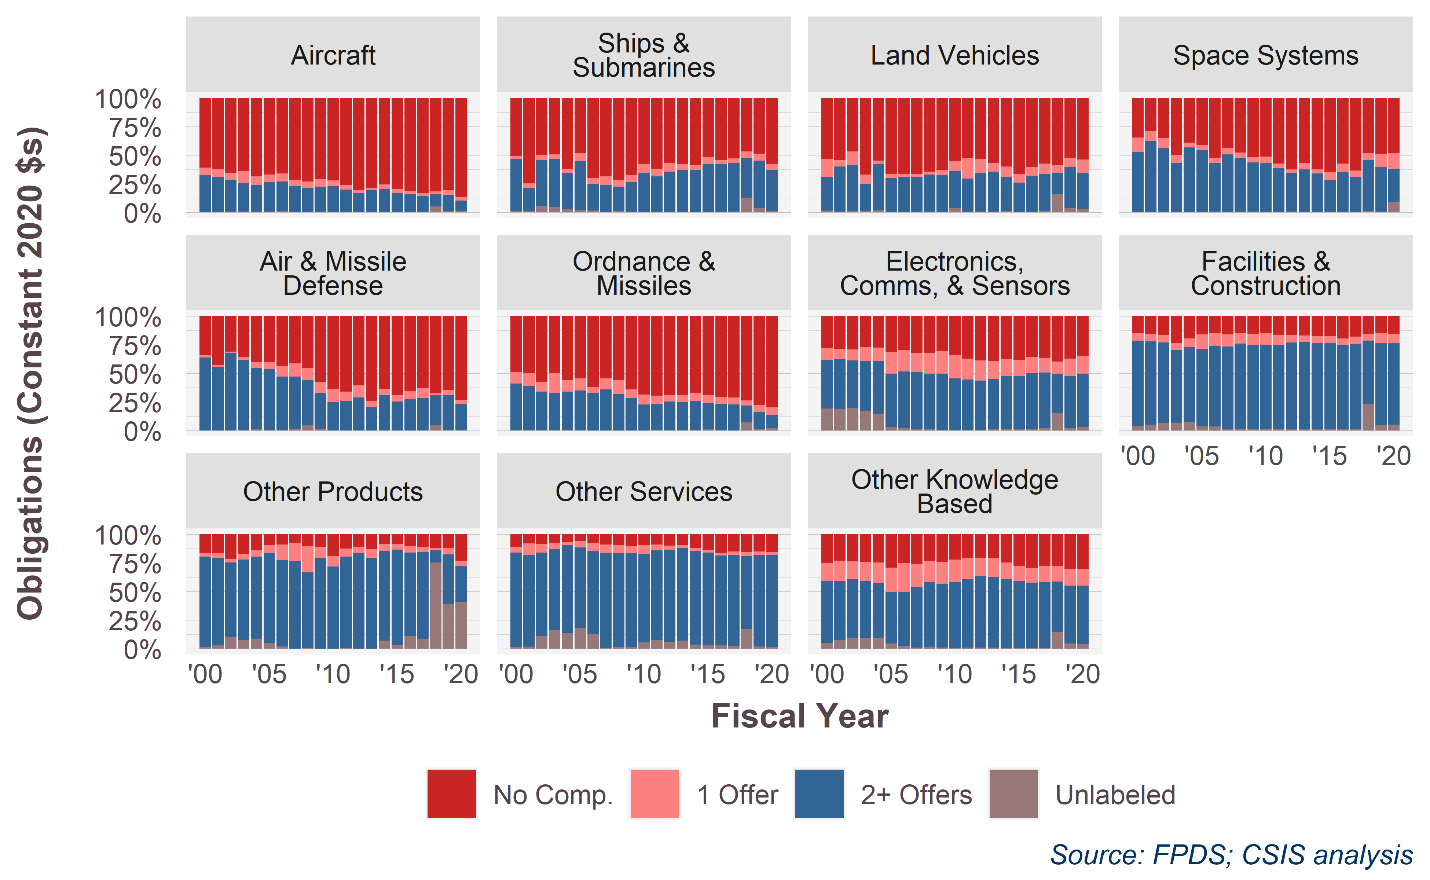 Aircraft
Ships &
Submarines
Land Vehicles
Space Systems
100%
75%
50%
25%
0%
Air & Missile
Defense
Ordnance &
Missiles
Electronics,
Comms, & Sensors
Facilities &
Construction
100%
75%
50%
25%
0%
'00 '05 '10 '15 '20
Other Products
Other Services
Other Knowledge
Based
100%
75%
50%
25%
0%
'00 '05 '10 '15 '20
'00 '05 '10 '15 '20
'00 '05 '10 '15 '20
Obligations (Constant 2020 $s)
Fiscal Year
No Comp. 1 Offer 2+ Offers Unlabeled
Source: FPDS; CSIS analysis